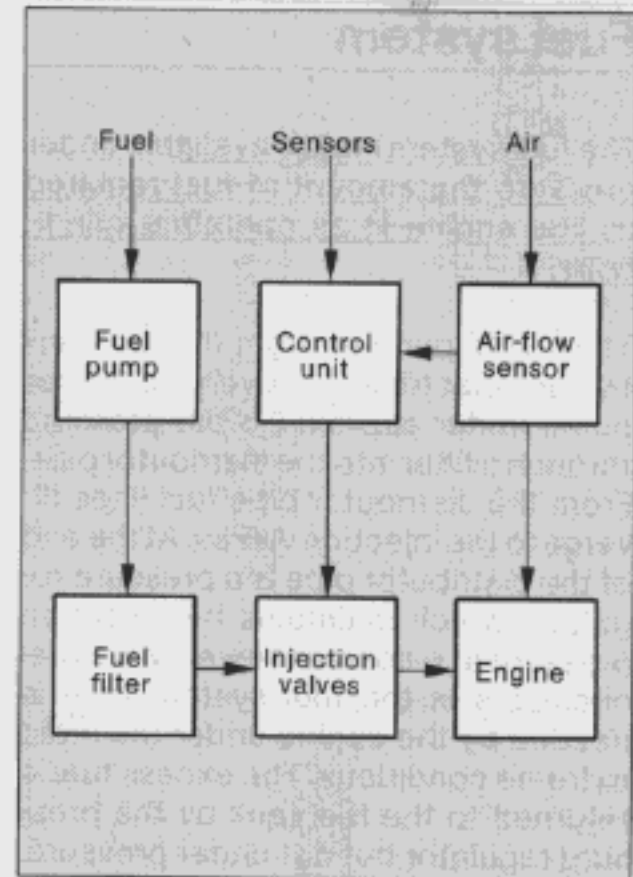 Fuel Sensors Air
Fuel pump
Control unit
Air-flow sensor
Fuel filter
Injection valves
Engine